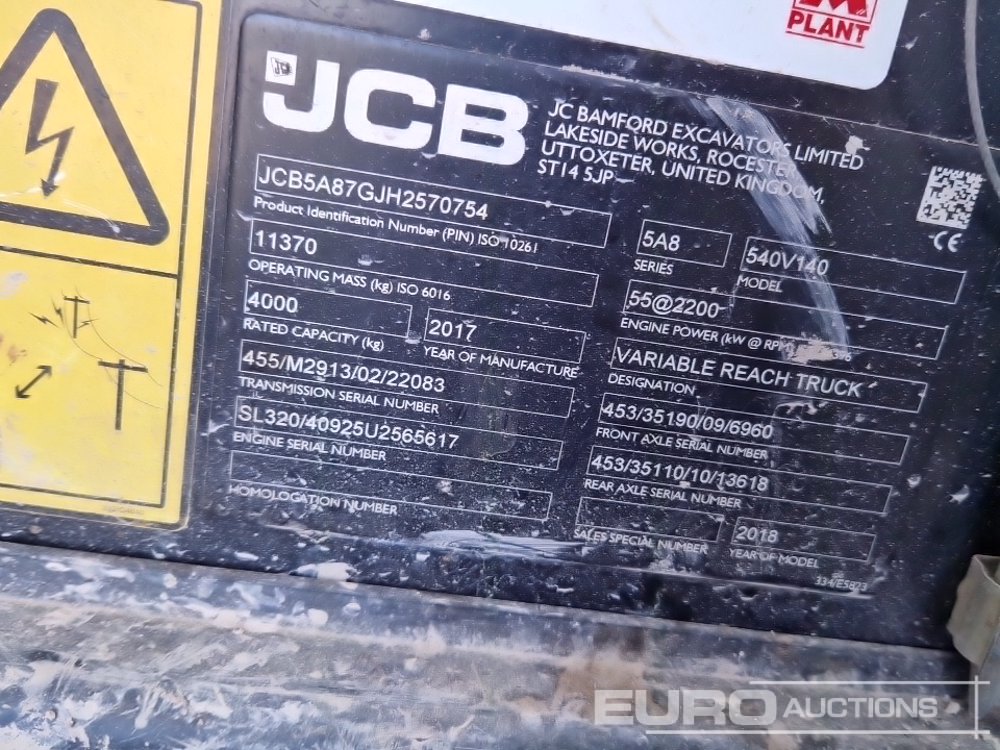 PLANT
JCB
JC BAMFORD EXCAVATORS LIMITED
LAKESIDE WORKS, ROCESTER
UTTOXETER, UNITED KINGDOM,
ST14 5JP
JCB5A87GJH2570754
Product Identification Number (PIN) ISO 10261
11370
OPERATING MASS (kg) ISO 6016
4000
RATED CAPACITY (kg)
2017
YEAR OF MANUFACTURE
455/M2913/02/22083
TRANSMISSION SERIAL NUMBER
SL320/40925U2565617
ENGINE SERIAL NUMBER
HOMOLOGATION NUMBER
5A8
SERIES
540V140
MODEL
55@2200
ENGINE POWER (kW @ RPM)
VARIABLE REACH TRUCK
DESIGNATION
453/35190/09/6960
FRONT AXLE SERIAL NUMBER
453/35110/10/13618
REAR AXLE SERIAL NUMBER
SALES SPECIAL NUMBER
2018
YEAR OF MODEL
334/E5823
CE
EURO AUCTIONS